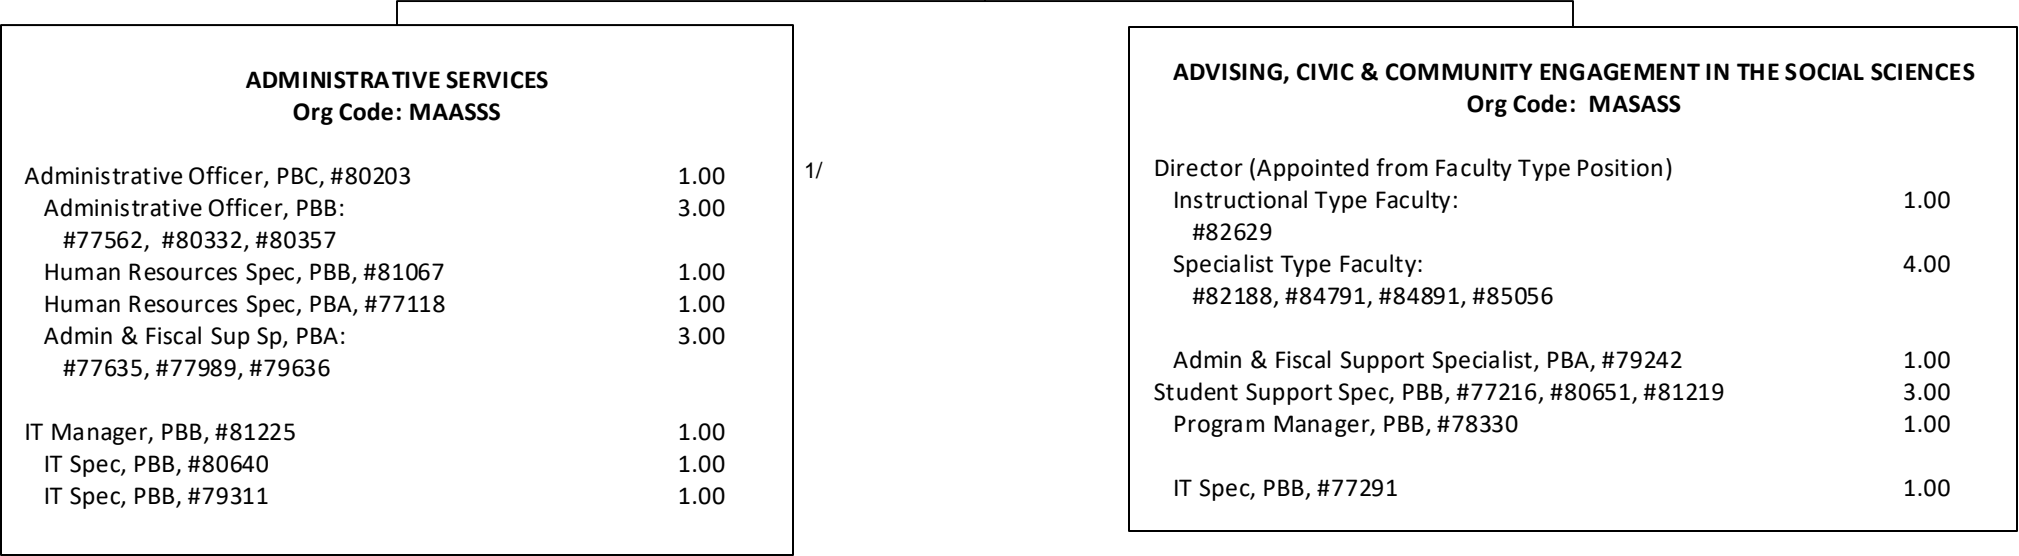 ADMINISTRATIVE SERVICES
Org Code: MAASSS
Administrative Officer, PBC, #80203 1.00 1/
Administrative Officer, PBB: 3.00
#77562, #80332, #80357
Human Resources Spec, PBB, #81067 1.00
Human Resources Spec, PBA, #77118 1.00
Admin & Fiscal Sup Sp, PBA: 3.00
#77635, #77989, #79636
IT Manager, PBB, #81225 1.00
IT Spec, PBB, #80640 1.00
IT Spec, PBB, #79311 1.00
ADVISING, CIVIC & COMMUNITY ENGAGEMENT IN THE SOCIAL SCIENCES
Org Code: MASASS
Director (Appointed from Faculty Type Position)
Instructional Type Faculty: 1.00
#82629
Specialist Type Faculty: 4.00
#82188, #84791, #84891, #85056
Admin & Fiscal Support Specialist, PBA, #79242 1.00
Student Support Spec, PBB, #77216, #80651, #81219 3.00
Program Manager, PBB, #78330 1.00
IT Spec, PBB, #77291 1.00